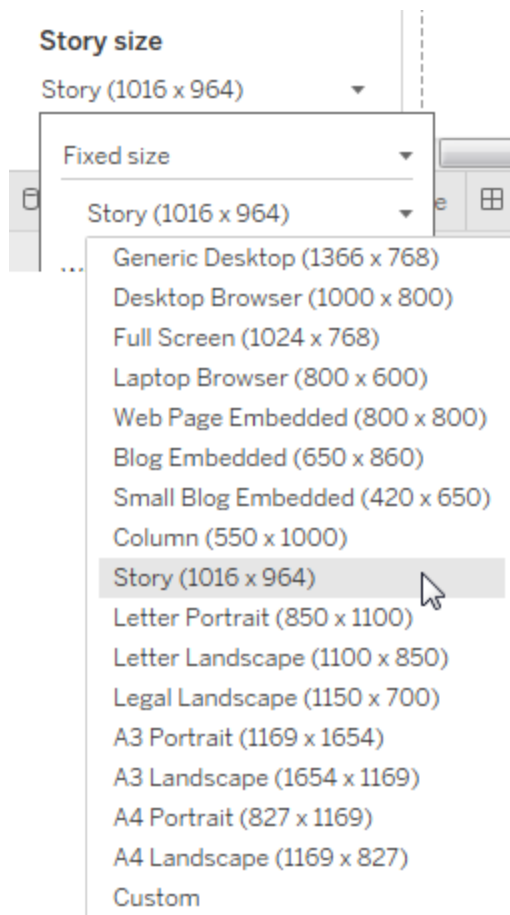 Story size
Story (1016 x 964)
Fixed size
e
Story (1016 x 964)
Generic Desktop (1366 x 768)
Desktop Browser (1000 x 800)
Full Screen (1024 x 768)
Laptop Browser (800 x 600)
Web Page Embedded (800 x 800)
Blog Embedded (650 x 860)
Small Blog Embedded (420 x 650)
Column (550 x 1000)
Story (1016 x 964)
Letter Portrait (850 x 1100)
Letter Landscape (1100 x 850)
Legal Landscape (1150 x 700)
A3 Portrait (1169 x 1654)
A3 Landscape (1654 x 1169)
A4 Portrait (827 x 1169)
A4 Landscape (1169 x 827)
Custom